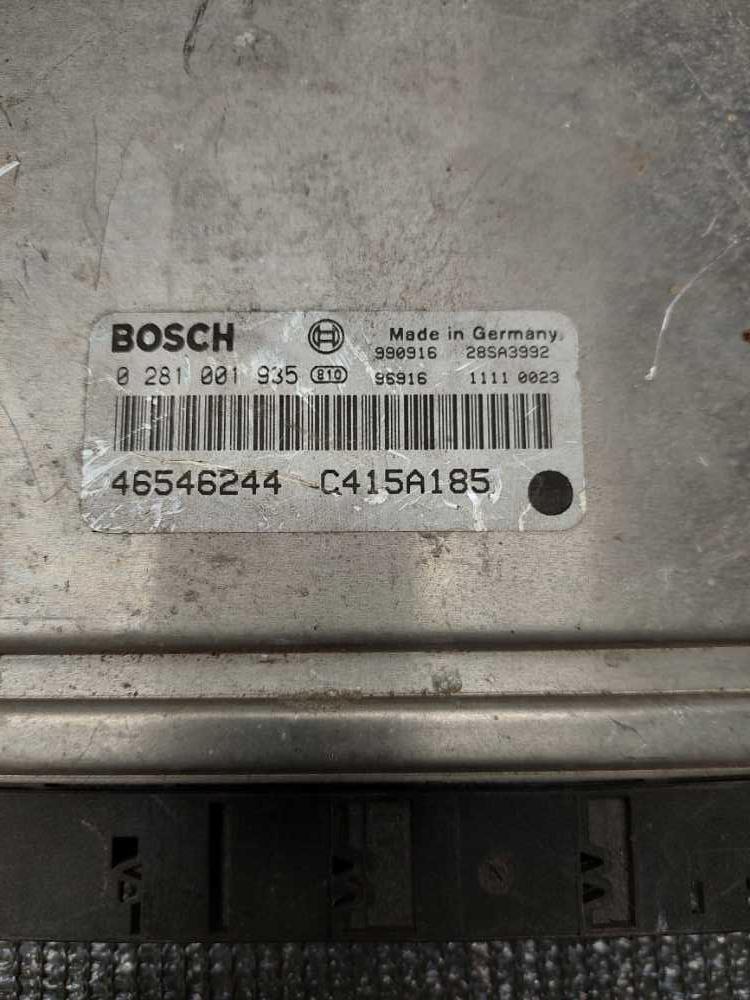 BOSCH Made in Germany
990916 28SA3992
0 281 001 935 810 96916 1111 0023
46546244 C415A185